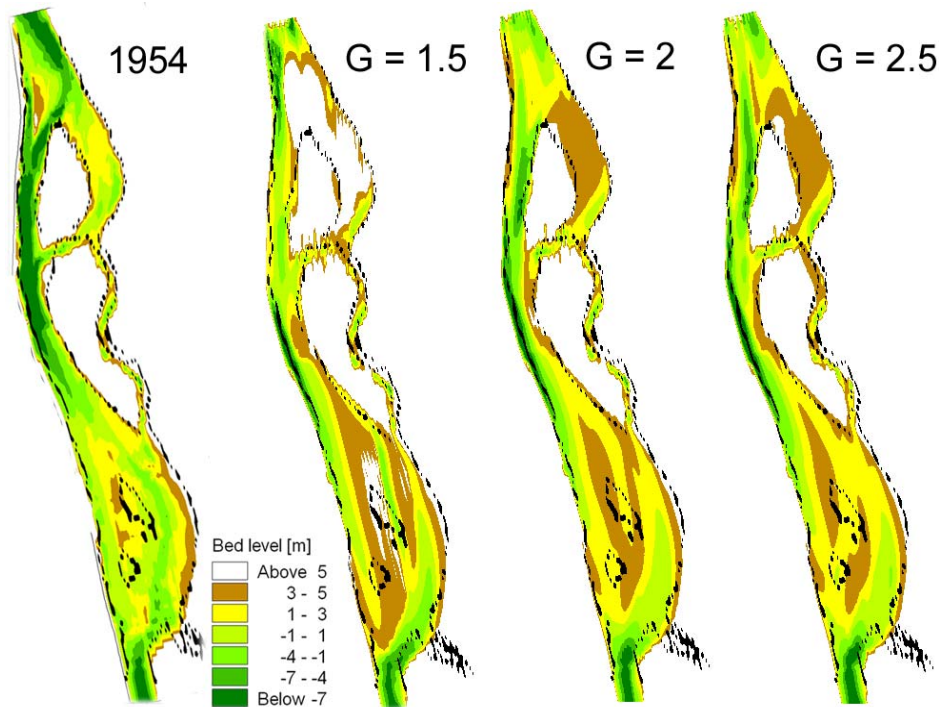 1954
G = 1.5
G = 2
G = 2.5
Bed level [m]
Above 5
3 - 5
1 - 3
-1 - 1
-4 - -1
-7 - -4
Below -7